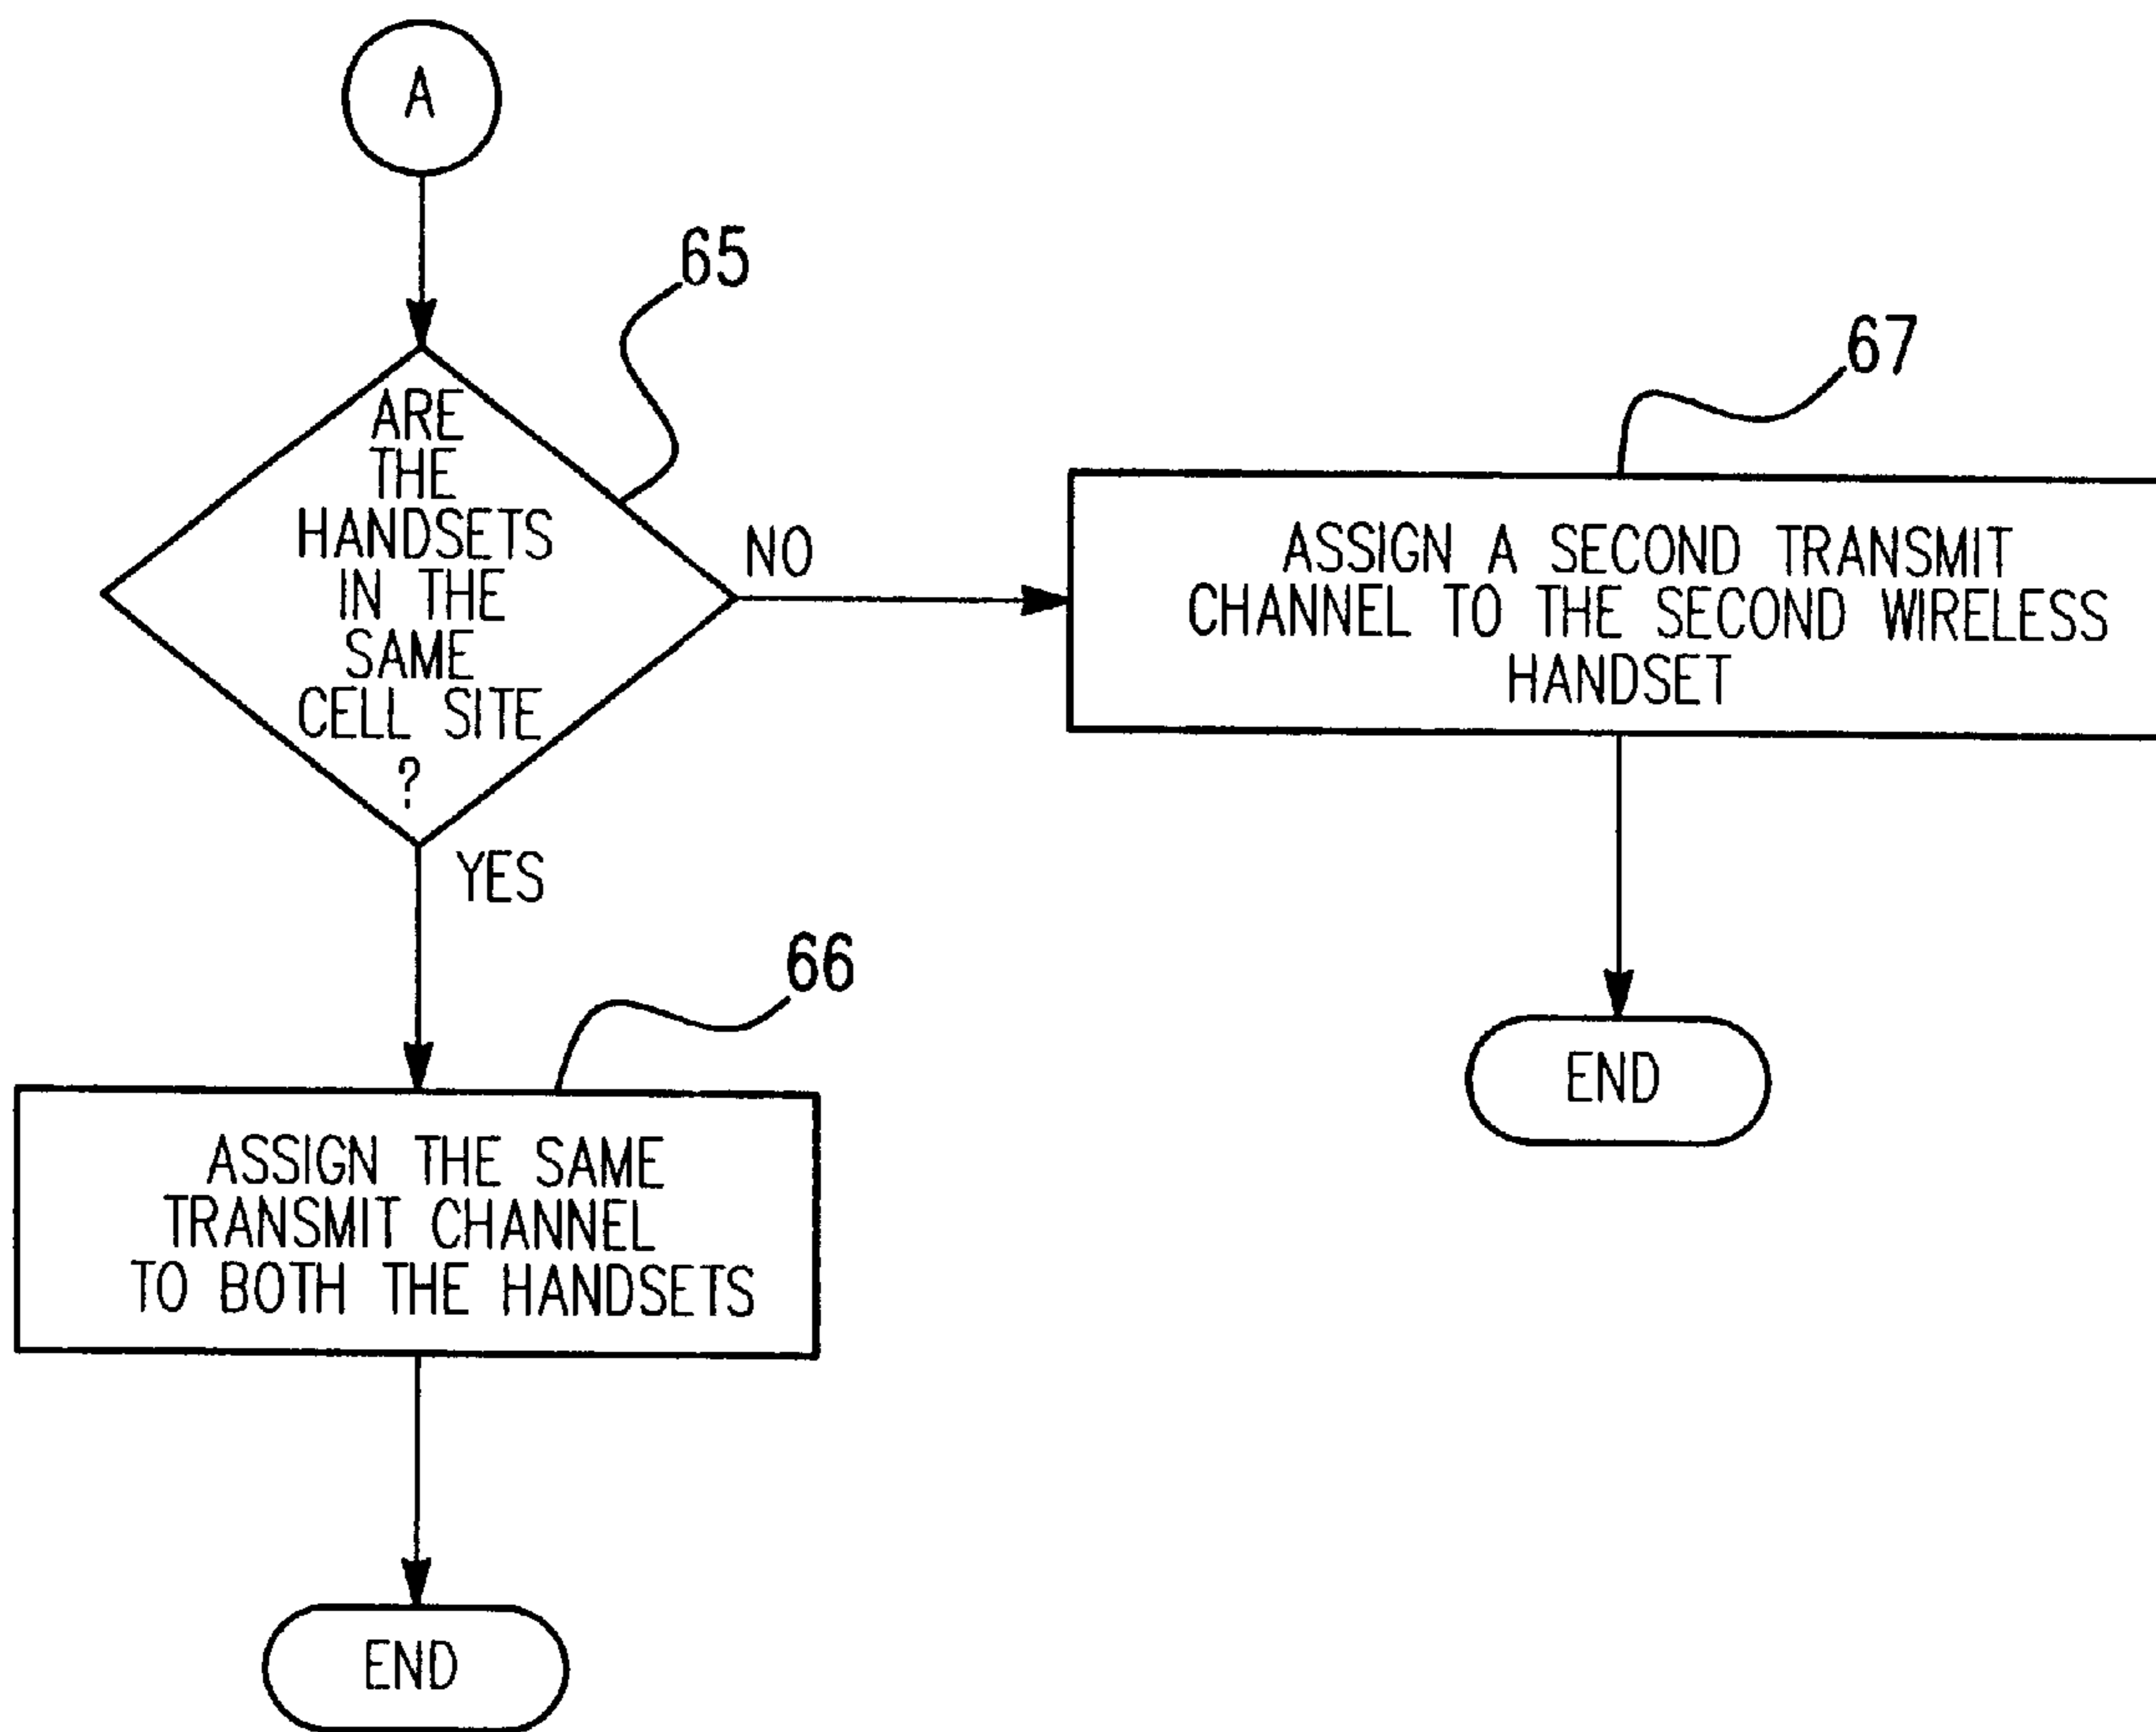 A
65
ARE
THE
HANDSETS
IN THE
SAME
CELL SITE
?
NO
67
ASSIGN A SECOND TRANSMIT
CHANNEL TO THE SECOND WIRELESS
HANDSET
END
YES
66
ASSIGN THE SAME
TRANSMIT CHANNEL
TO BOTH THE HANDSETS
END